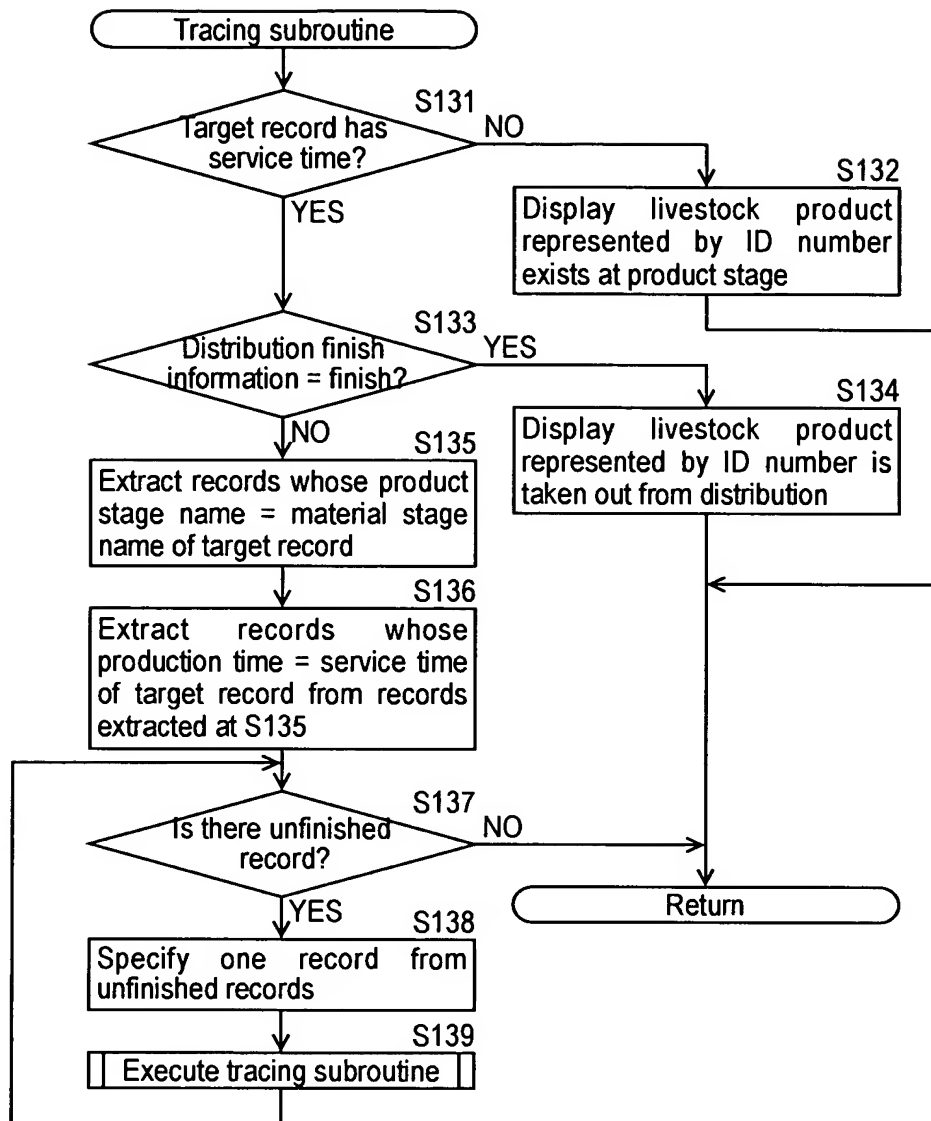 Tracing subroutine
S131
Target record has
service time?
NO
YES
S132
Display livestock product
represented by ID number
exists at product stage
S133
Distribution finish
information = finish?
YES
NO
S134
Display livestock product
represented by ID number is
taken out from distribution
S135
Extract records whose product
stage name = material stage
name of target record
S136
Extract records whose
production time = service time
of target record from records
extracted at S135
S137
Is there unfinished
record?
NO
YES
Return
S138
Specify one record from
unfinished records
S139
Execute tracing subroutine